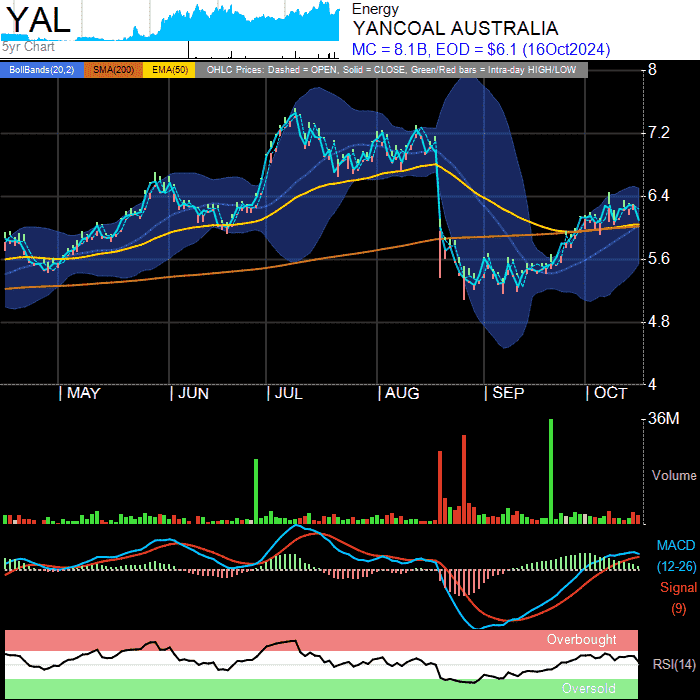 YAL
5yr Chart
Energy
YANCOAL AUSTRALIA
MC = 8.1B, EOD = $6.1 (16Oct2024)
BollBands(20,2) SMA(200) EMA(50) OHLC Prices: Dashed = OPEN, Solid = CLOSE, Green/Red bars = Intra-day HIGH/LOW
8
7.2
6.4
5.6
4.8
4
| MAY | JUN | JUL | AUG | SEP | OCT
36M
Volume
MACD
(12-26)
Signal
(9)
Overbought
RSI(14)
Oversold